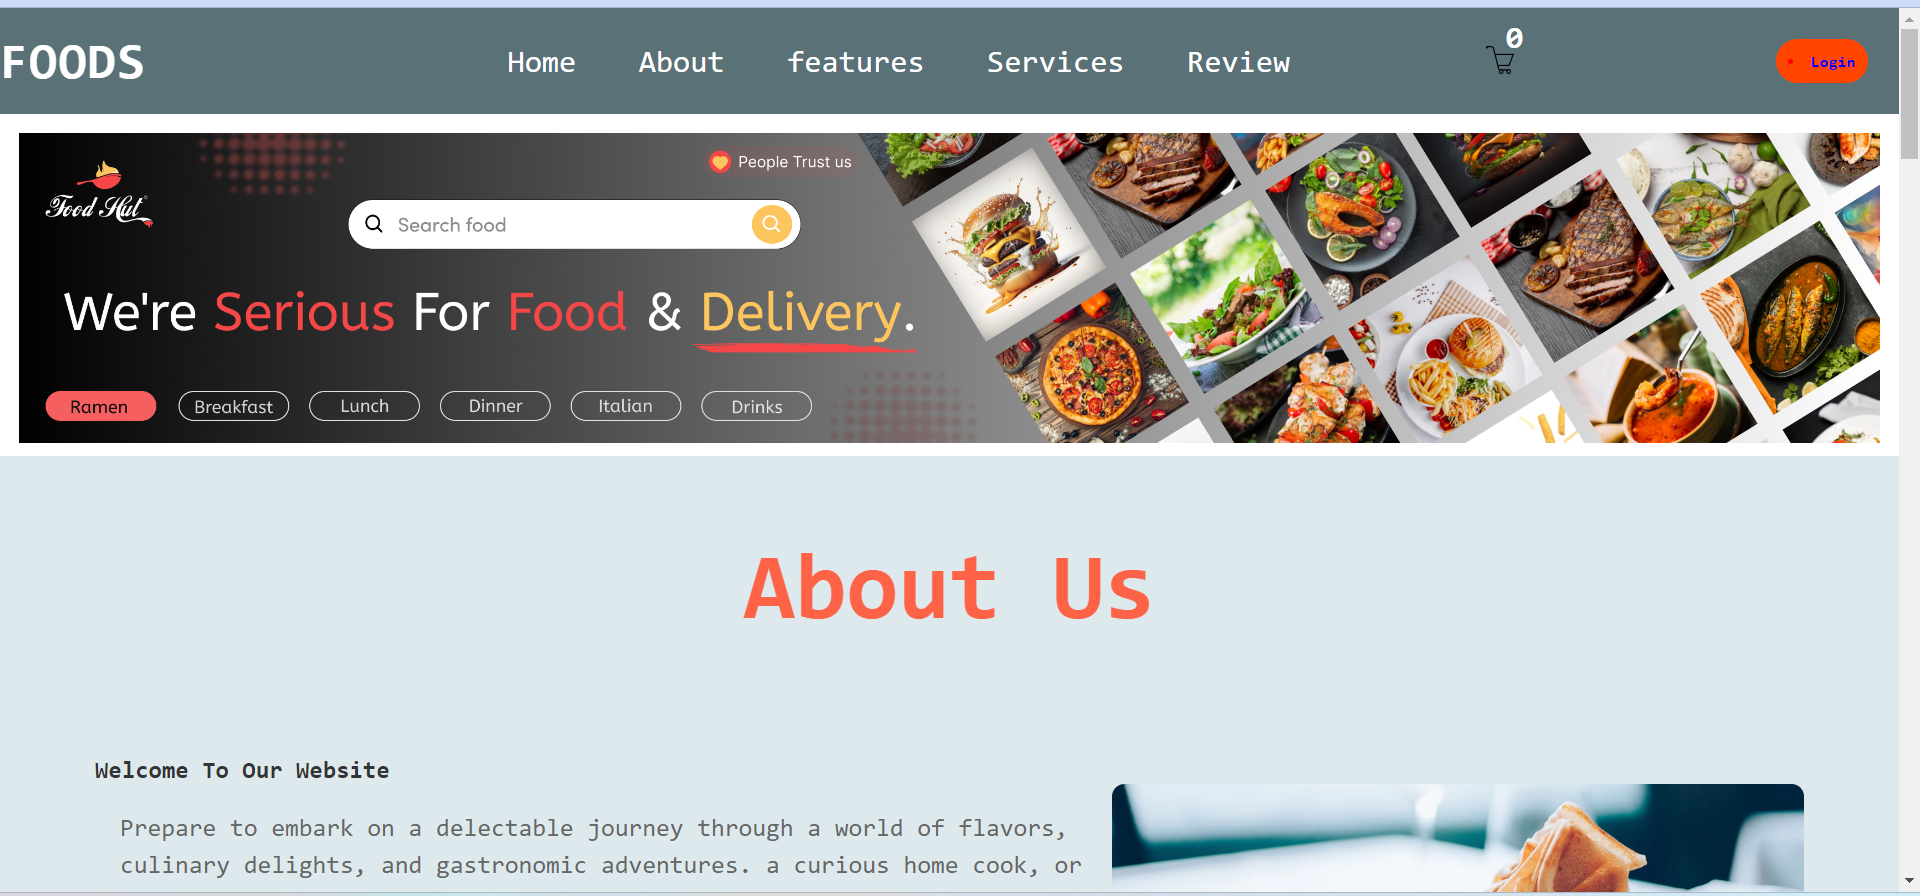 FOODS
Home About features Services Review
0
Login
Food Hut
People Trust us
Search food
We're Serious For Food & Delivery.
Ramen Breakfast Lunch Dinner Italian Drinks
About Us
Welcome To Our Website
Prepare to embark on a delectable journey through a world of flavors,
culinary delights, and gastronomic adventures. a curious home cook, or